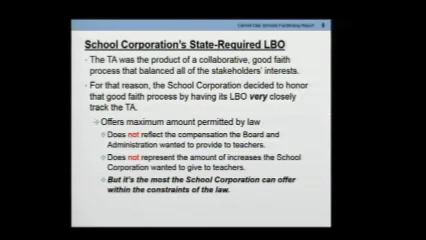 School Corporation's State-Required LBO
The TA was the product of a collaborative, good faith
process that balanced all of the stakeholders' interests.
For that reason, the School Corporation decided to honor
that good faith process by having its LBO very closely
track the TA.
Offers maximum amount permitted by law
Does not reflect the compensation the Board and
Administration wanted to provide to teachers.
Does not represent the amount of increases the School
Corporation wanted to give to teachers.
But it's the most the School Corporation can offer
within the constraints of the law.